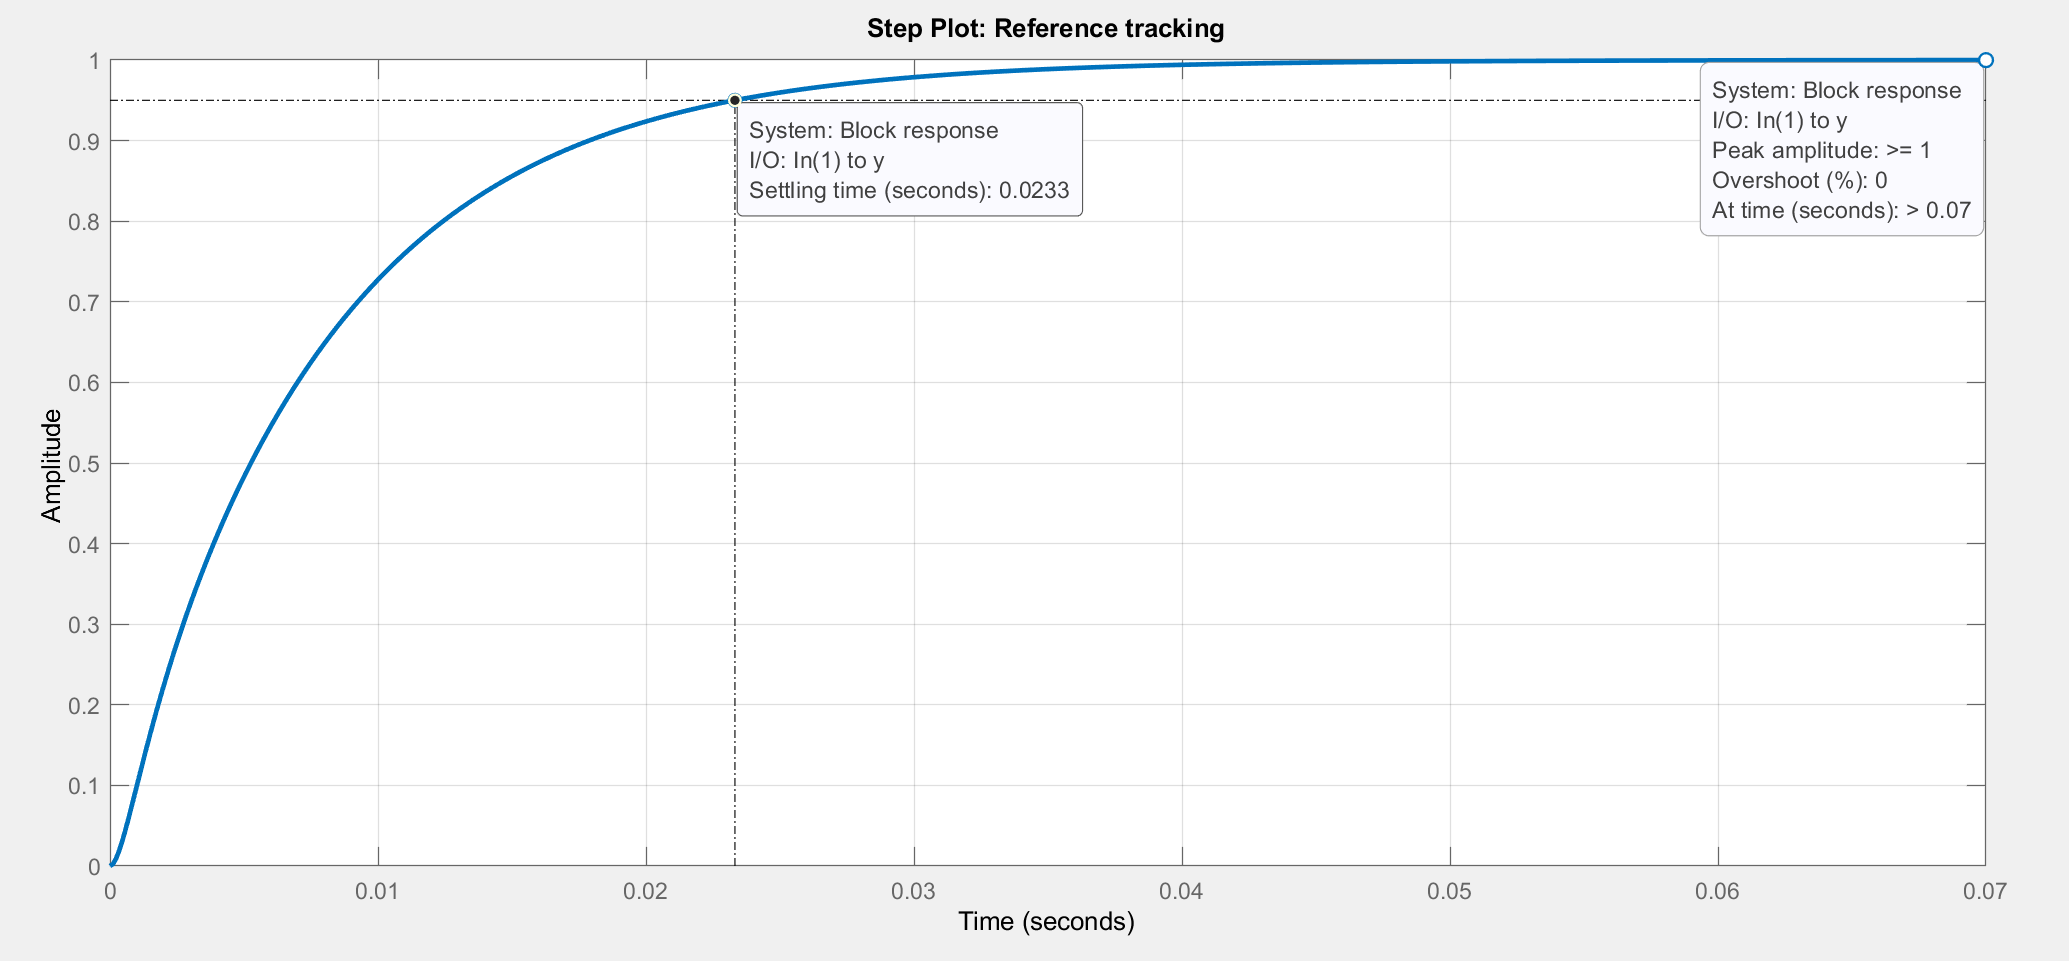 Step Plot: Reference tracking
1
0.9
0.8
0.7
0.6
0.5
0.4
0.3
0.2
0.1
0
Amplitude
System: Block response
I/O: In(1) to y
Settling time (seconds): 0.0233
System: Block response
I/O: In(1) to y
Peak amplitude: >= 1
Overshoot (%): 0
At time (seconds): > 0.07
0 0.01 0.02 0.03 0.04 0.05 0.06 0.07
Time (seconds)